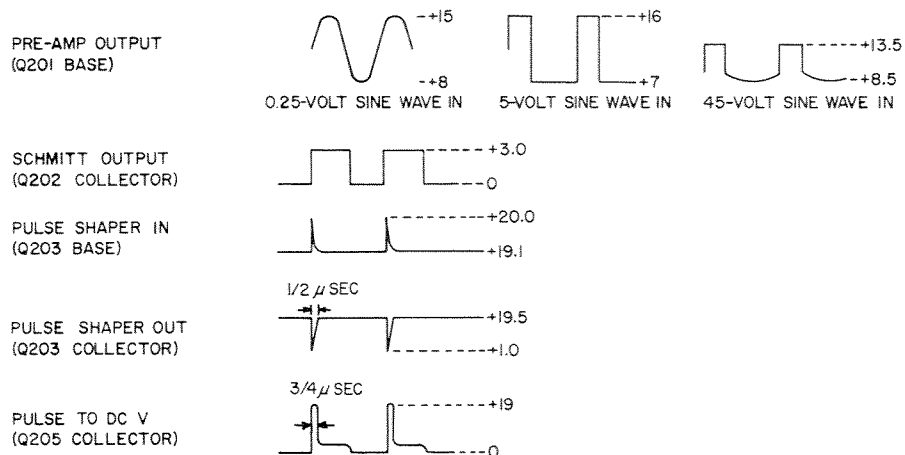 PRE-AMP OUTPUT
(Q201 BASE)
+15
+8
0.25-VOLT SINE WAVE IN
+16
+7
5-VOLT SINE WAVE IN
+13.5
+8.5
45-VOLT SINE WAVE IN
SCHMITT OUTPUT
(Q202 COLLECTOR)
+3.0
0
PULSE SHAPER IN
(Q203 BASE)
+20.0
+19.1
1/2 μ SEC
PULSE SHAPER OUT
(Q203 COLLECTOR)
+19.5
+1.0
3/4 μ SEC
PULSE TO DC V
(Q205 COLLECTOR)
+19
0